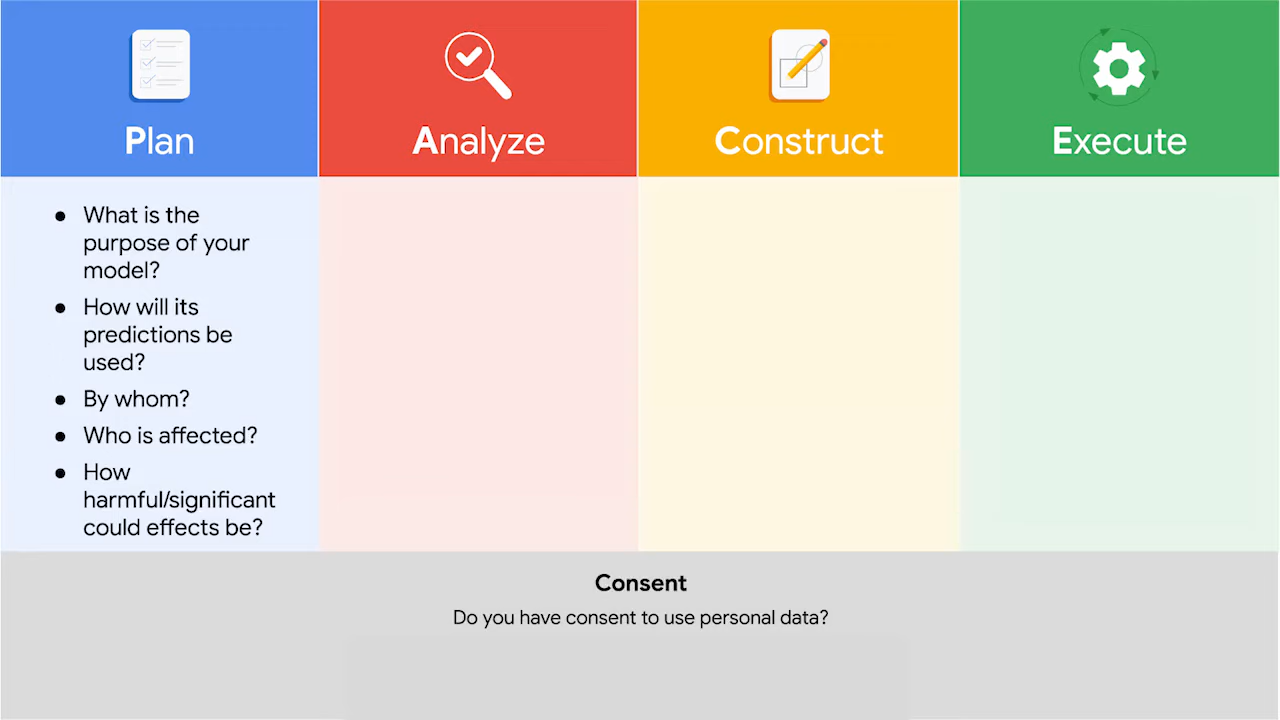 Plan
Analyze
Construct
Execute
● What is the
purpose of your
model?
● How will its
predictions be
used?
● By whom?
● Who is affected?
● How
harmful/significant
could effects be?
Consent
Do you have consent to use personal data?